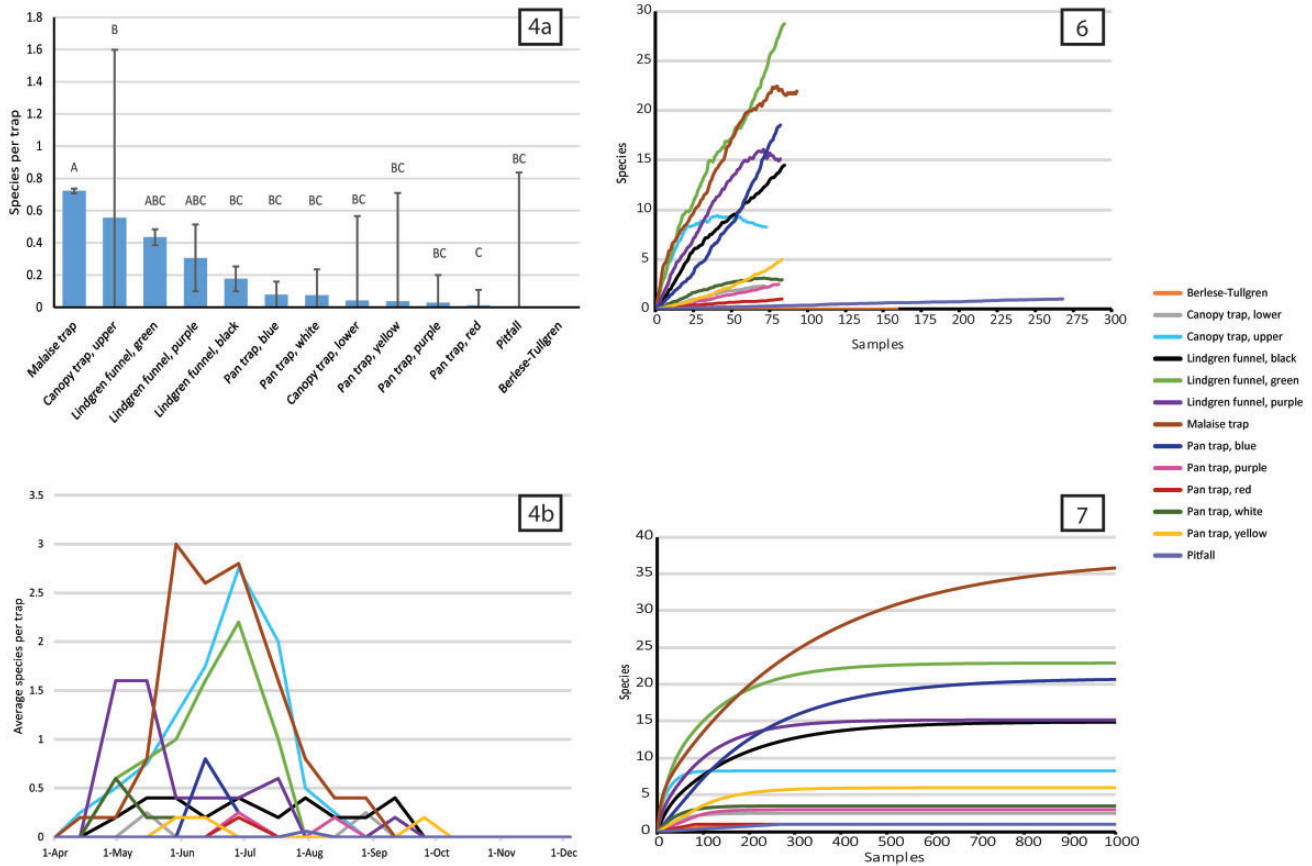 4a
1.8
1.6
1.4
1.2
1
0.8
0.6
0.4
0.2
0
Species per trap
A
B
ABC
ABC
BC
BC
BC
BC
BC
BC
C
BC
Malaise trap
Canopy trap, upper
Lindgren funnel, green
Lindgren funnel, purple
Lindgren funnel, black
Pan trap, blue
Pan trap, white
Canopy trap, lower
Pan trap, yellow
Pan trap, purple
Pan trap, red
Pitfall
Berlese-Tullgren
6
30
25
20
15
10
5
0
Species
0 25 50 75 100 125 150 175 200 225 250 275 300
Samples
Berlese-Tullgren
Canopy trap, lower
Canopy trap, upper
Lindgren funnel, black
Lindgren funnel, green
Lindgren funnel, purple
Malaise trap
Pan trap, blue
Pan trap, purple
Pan trap, red
Pan trap, white
Pan trap, yellow
Pitfall
4b
3.5
3
2.5
2
1.5
1
0.5
0
Average species per trap
1-Apr 1-May 1-Jun 1-Jul 1-Aug 1-Sep 1-Oct 1-Nov 1-Dec
7
40
35
30
25
20
15
10
5
0
Species
0 100 200 300 400 500 600 700 800 900 1000
Samples